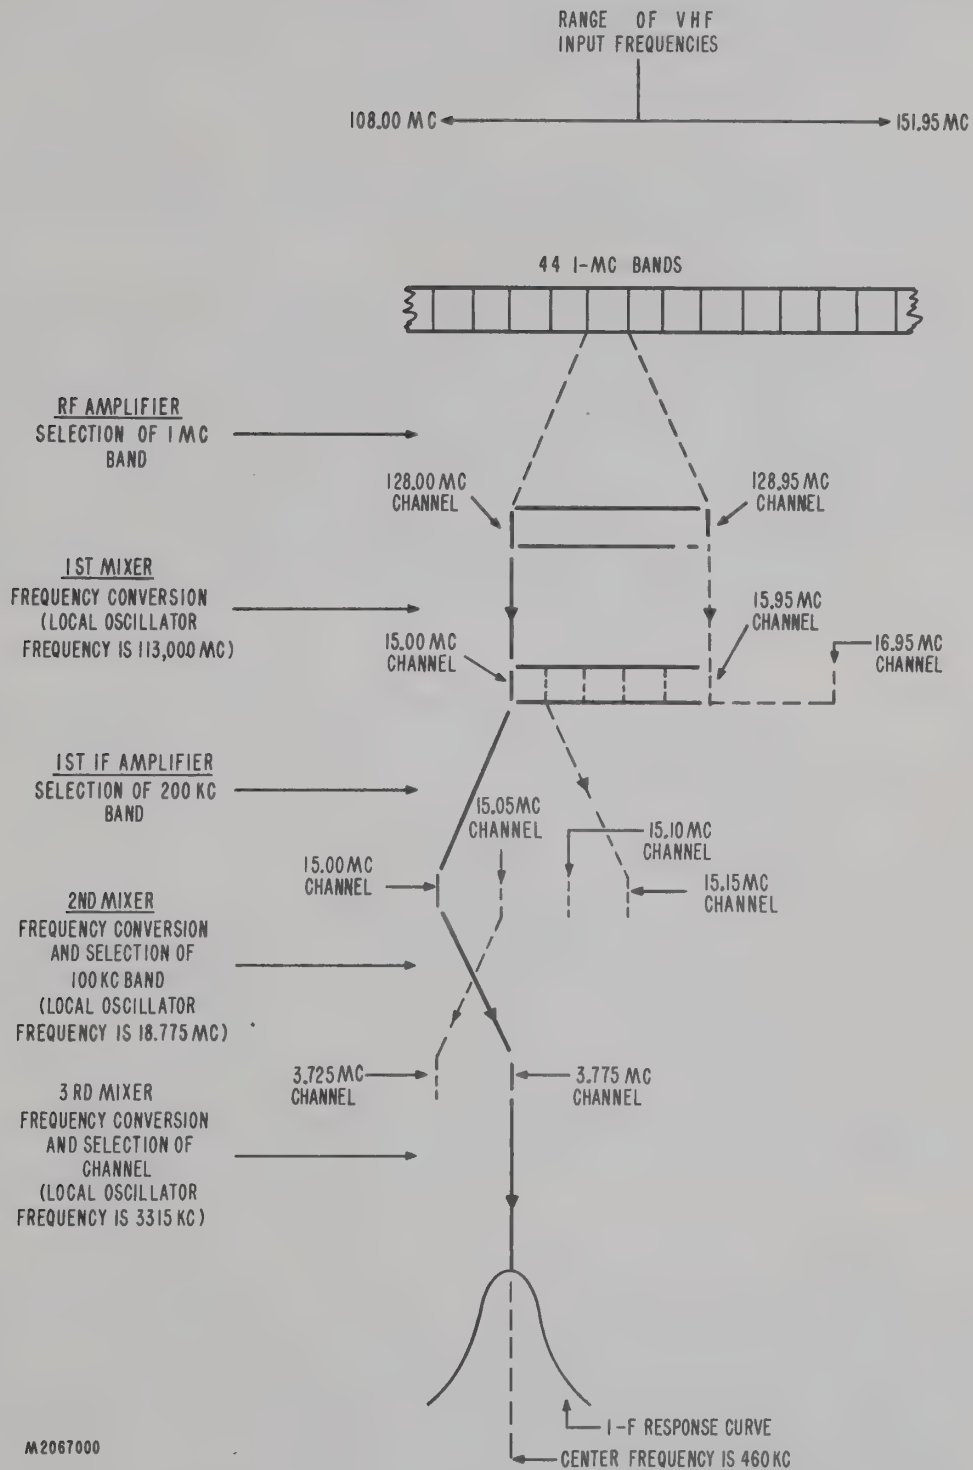 RANGE OF VHF
INPUT FREQUENCIES
108.00 MC
151.95 MC
44 1-MC BANDS
RF AMPLIFIER
SELECTION OF 1 MC
BAND
128.00 MC
CHANNEL
128.95 MC
CHANNEL
1ST MIXER
FREQUENCY CONVERSION
(LOCAL OSCILLATOR
FREQUENCY IS 113,000 MC)
15.00 MC
CHANNEL
15.95 MC
CHANNEL
16.95 MC
CHANNEL
1ST IF AMPLIFIER
SELECTION OF 200 KC
BAND
15.05 MC
CHANNEL
15.10 MC
CHANNEL
15.00 MC
CHANNEL
15.15 MC
CHANNEL
2ND MIXER
FREQUENCY CONVERSION
AND SELECTION OF
100 KC BAND
(LOCAL OSCILLATOR
FREQUENCY IS 18.775 MC)
3.725 MC
CHANNEL
3.775 MC
CHANNEL
3RD MIXER
FREQUENCY CONVERSION
AND SELECTION OF
CHANNEL
(LOCAL OSCILLATOR
FREQUENCY IS 3315 KC)
I-F RESPONSE CURVE
CENTER FREQUENCY IS 460 KC
M2067000